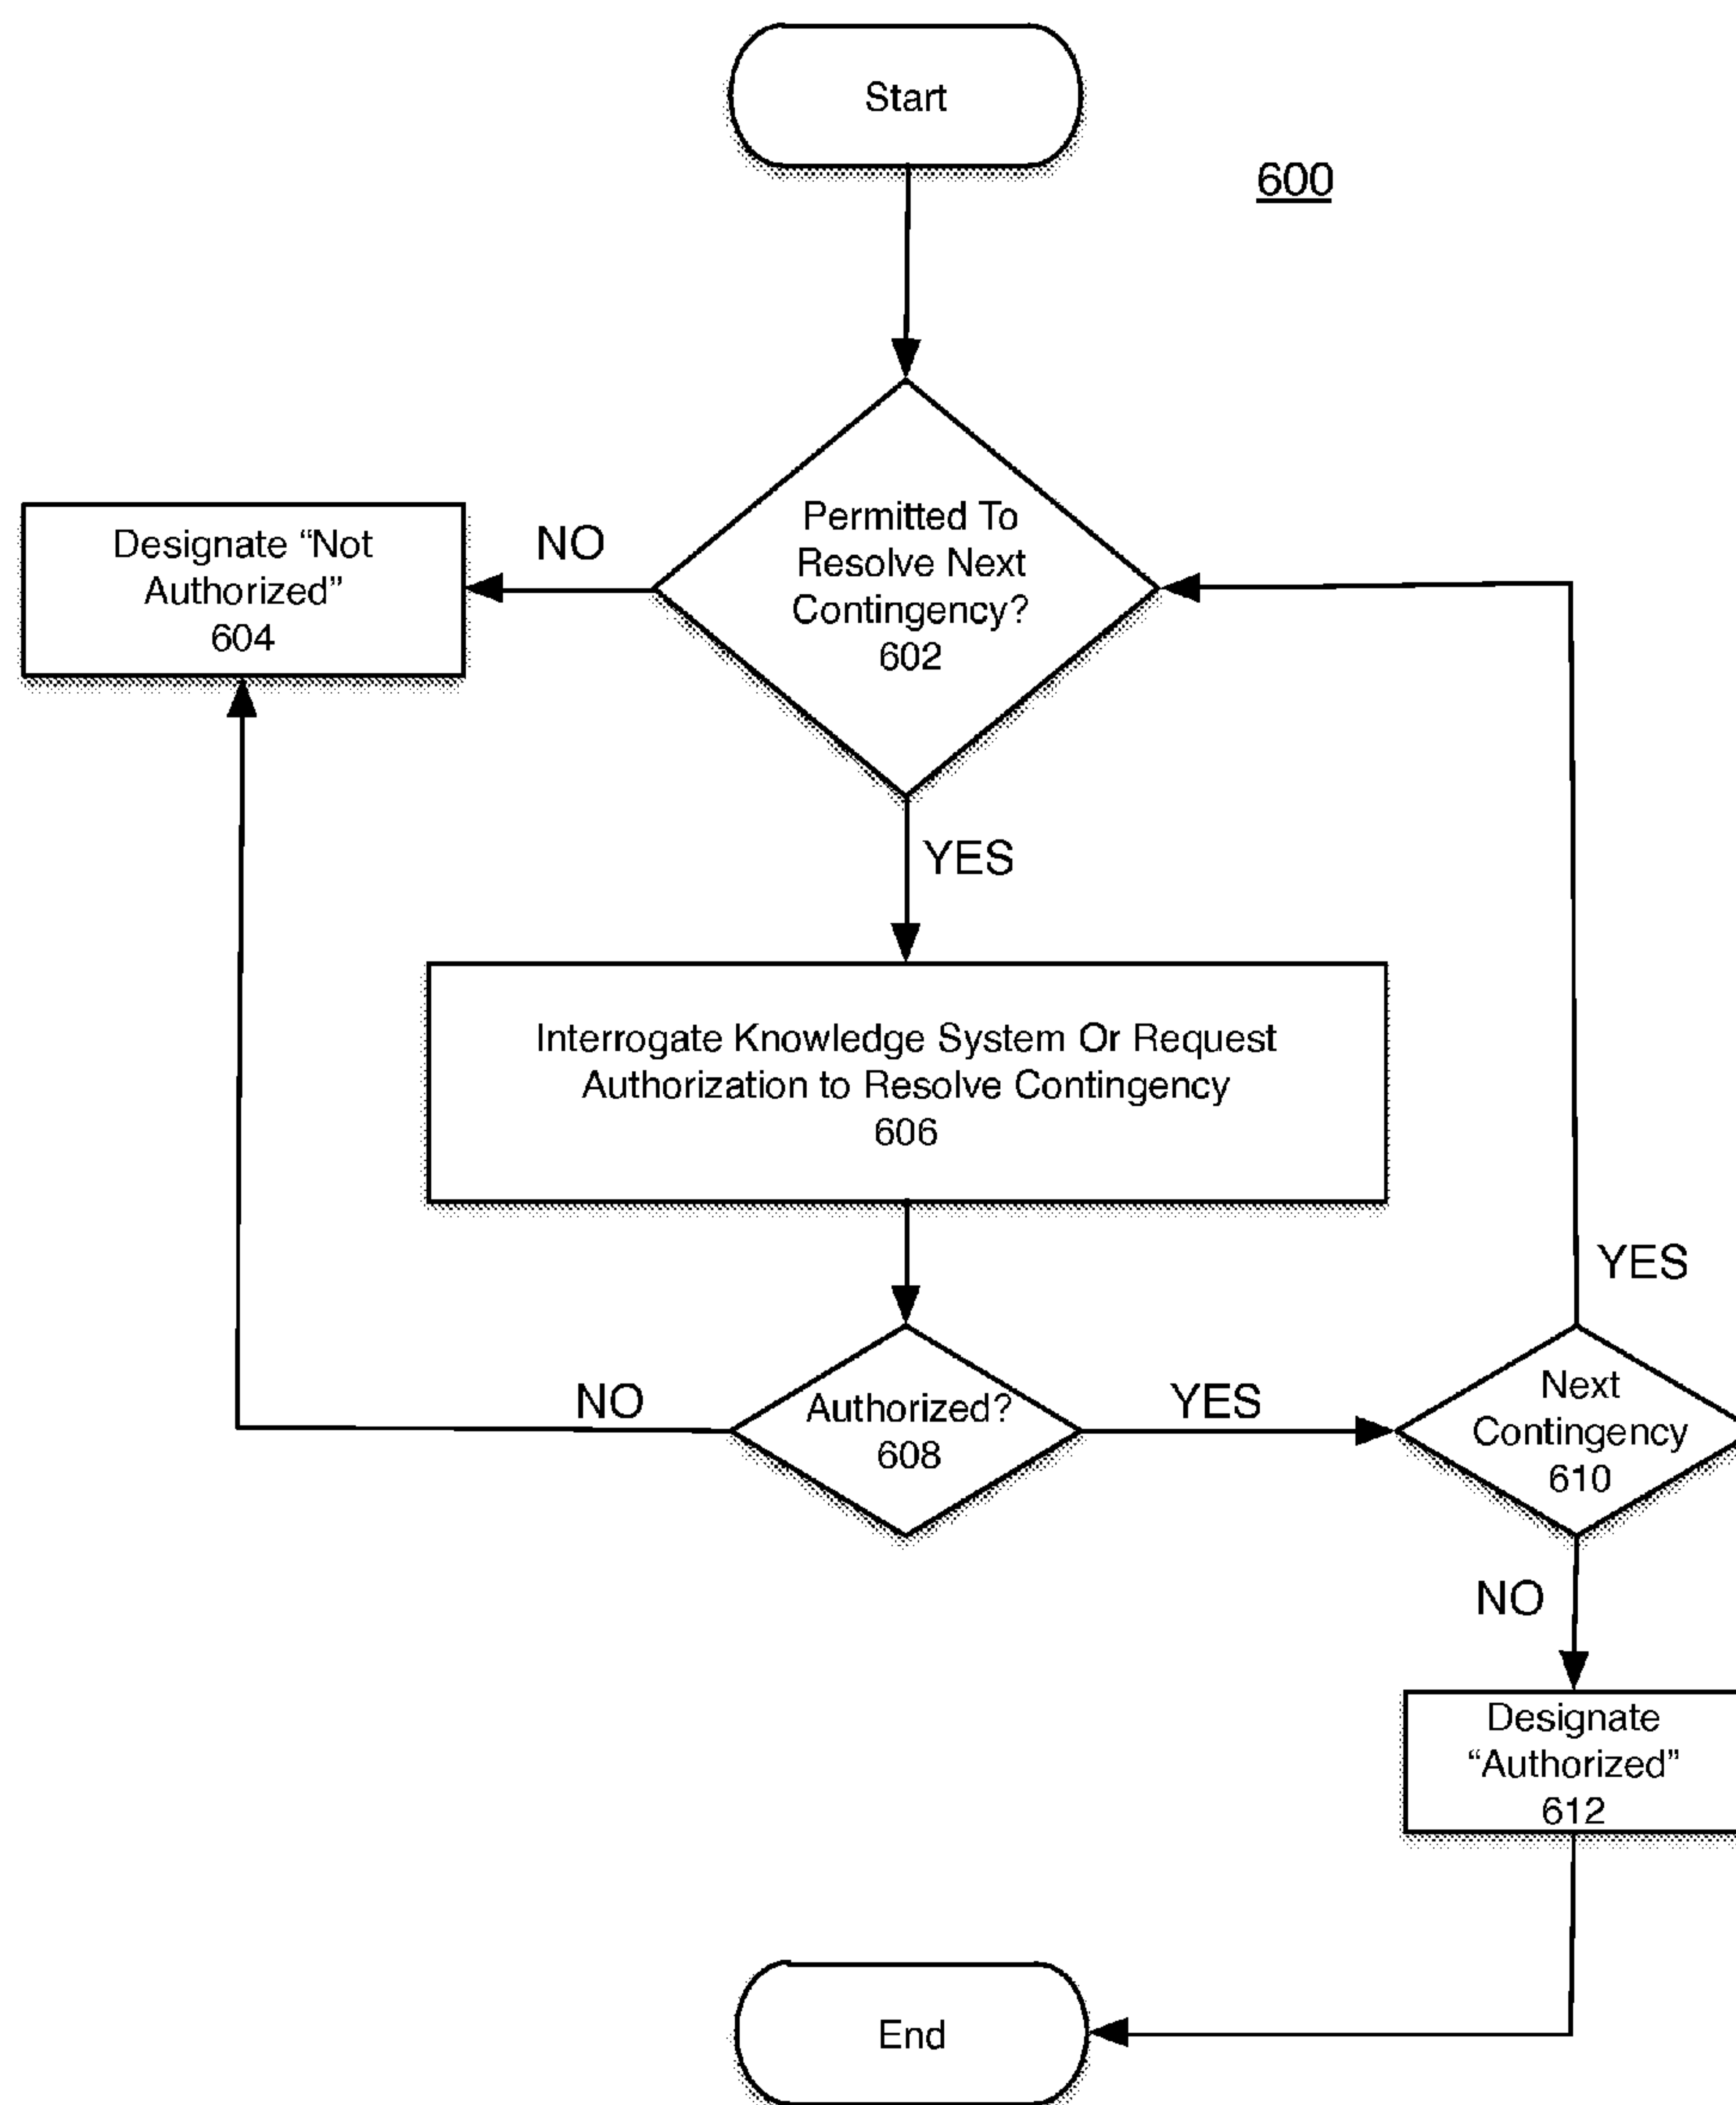 Start
600
Permitted To
Resolve Next
Contingency?
602
NO
Designate “Not
Authorized”
604
YES
Interrogate Knowledge System Or Request
Authorization to Resolve Contingency
606
YES
NO
Authorized?
608
YES
Next
Contingency
610
NO
Designate
“Authorized”
612
End